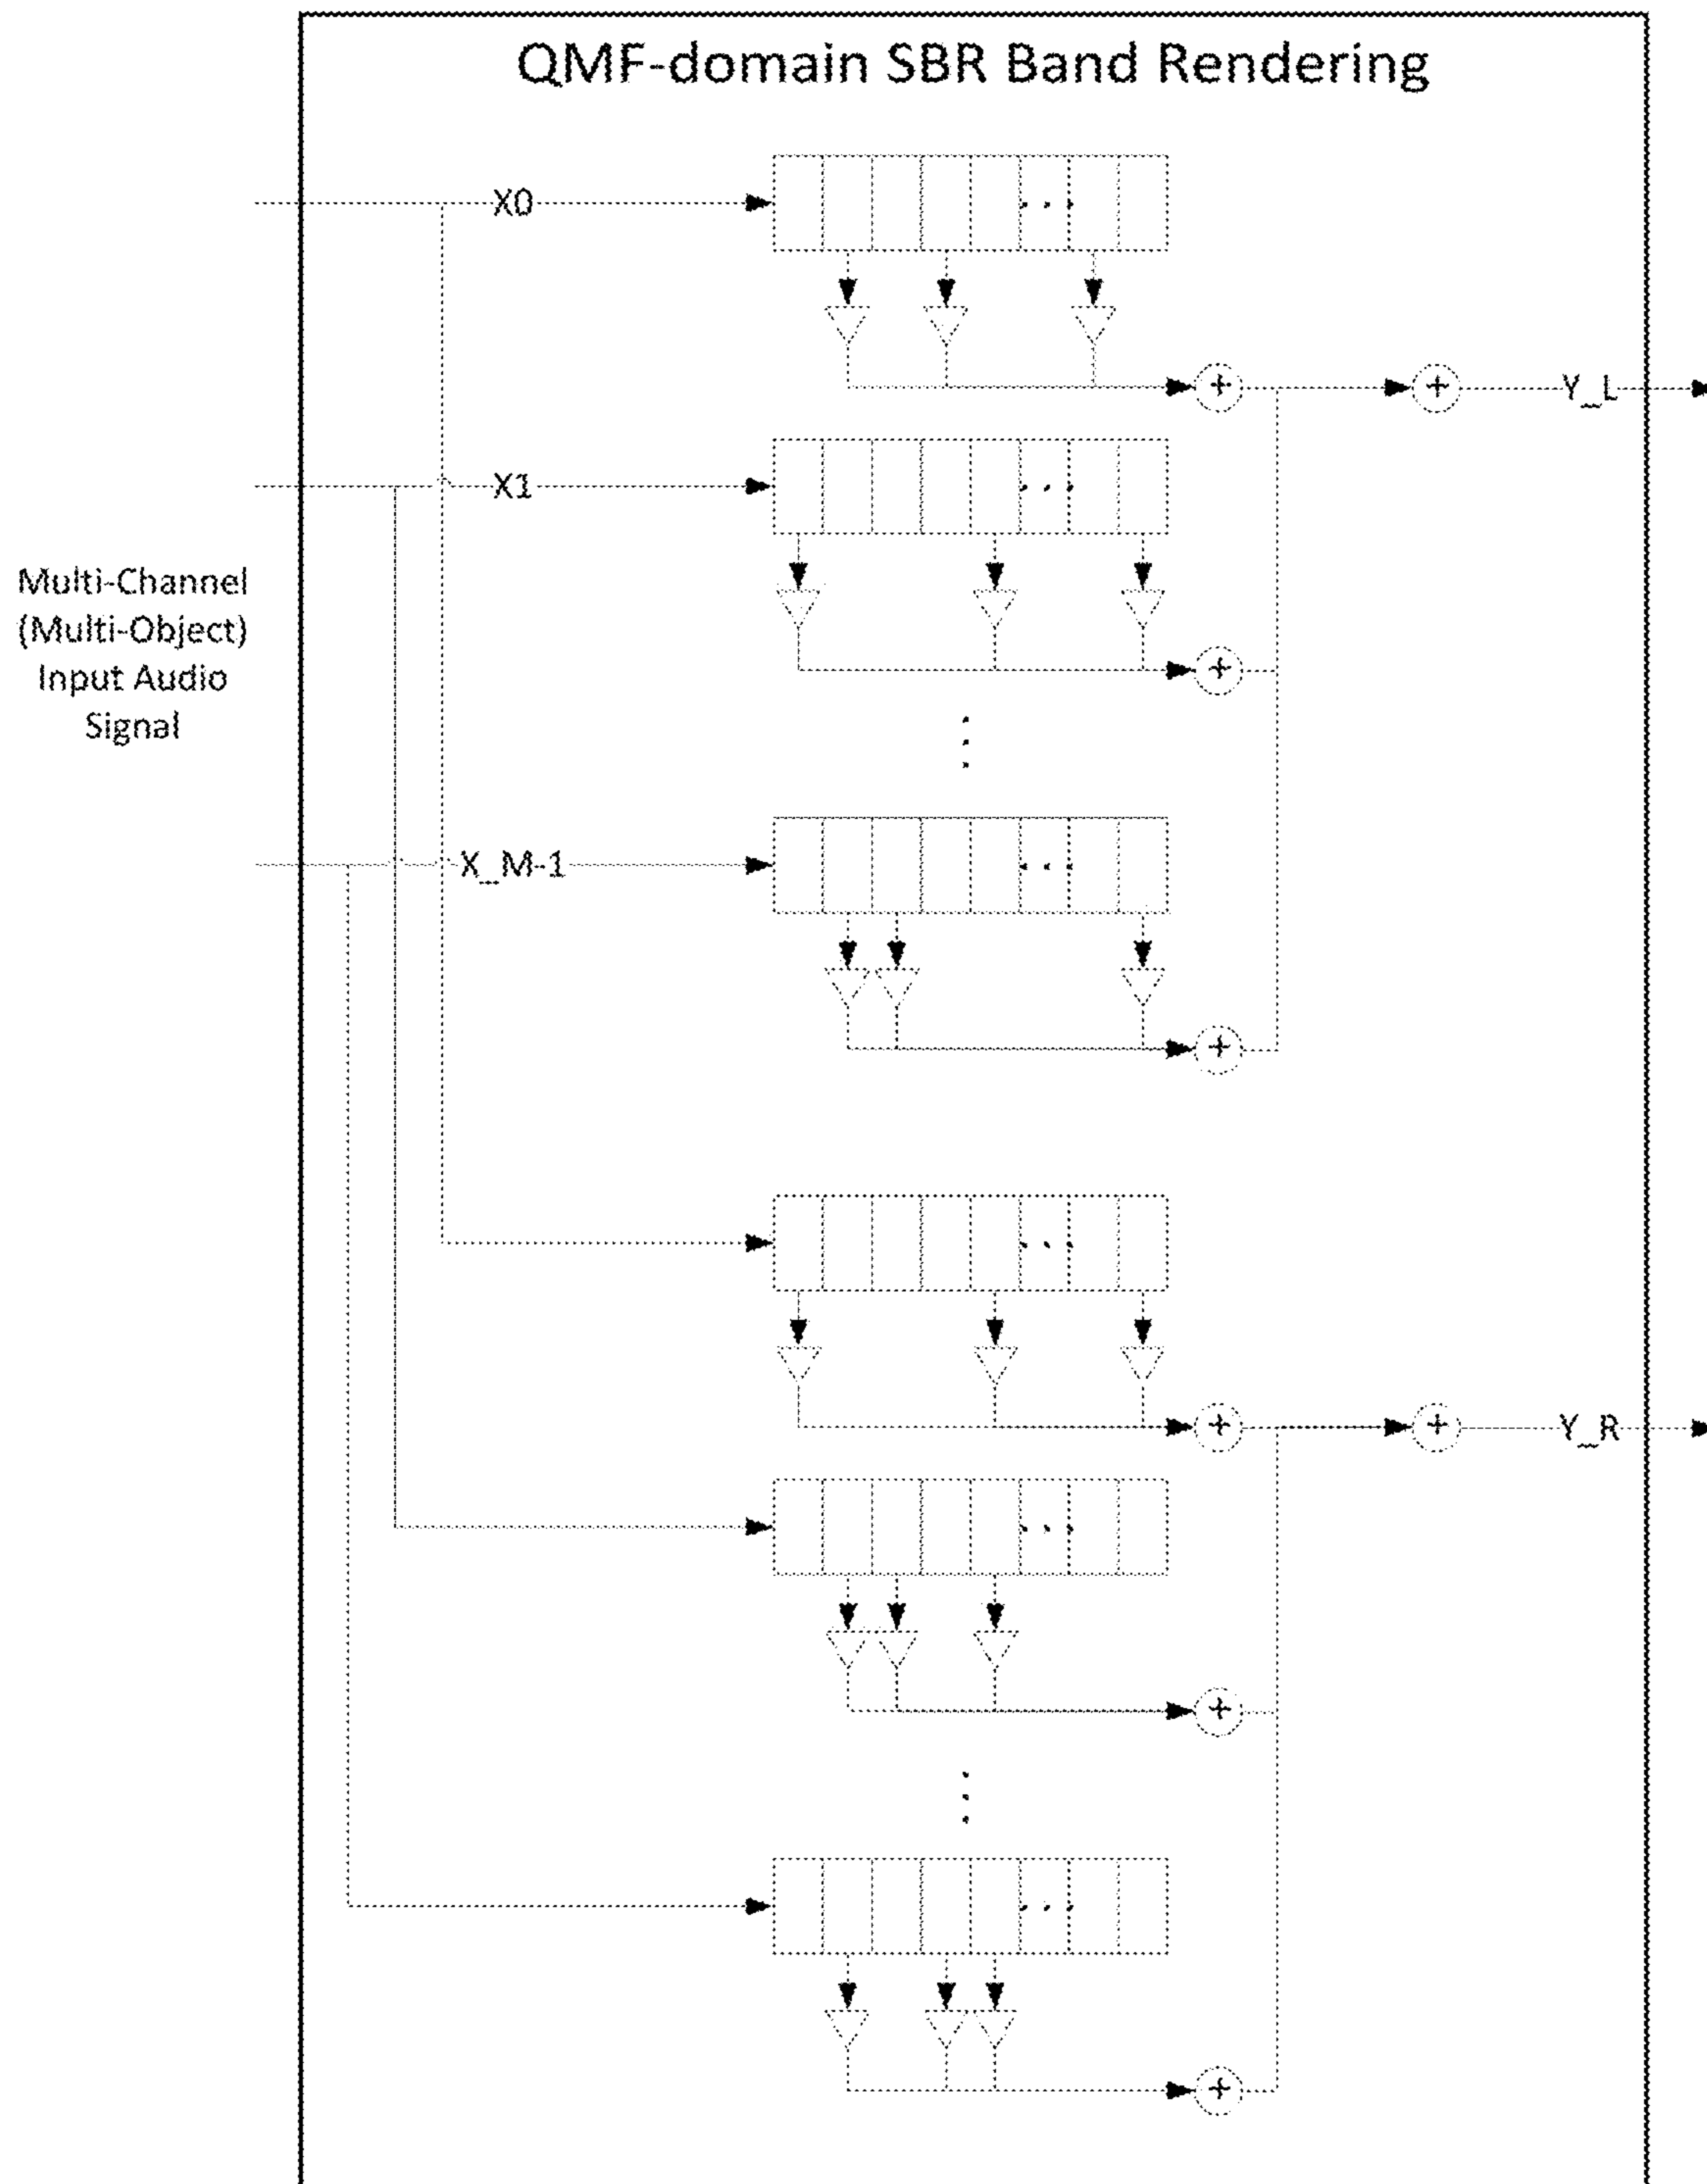 QMF-domain SBR Band Rendering
X0
Y_L
X1
Multi-Channel
(Multi-Object)
Input Audio
Signal
X_M-1
Y_R